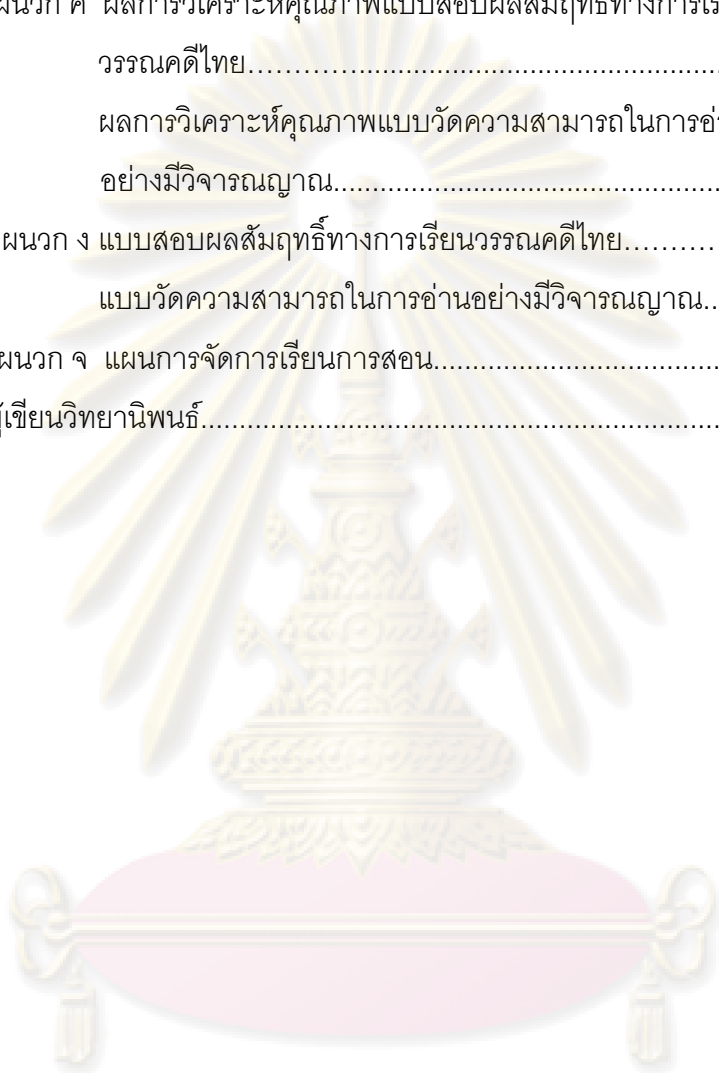 ผนวก ค ผลการวิเคราะห์คุณภาพแบบสอบผลสัมฤทธิ์ทางการเรี
วรรณคดีไทย…………......................................................
ผลการวิเคราะห์คุณภาพแบบวัดความสามารถในการอ่า
อย่างมีวิจารณญาณ.......................................................
ผนวก ง แบบสอบผลสัมฤทธิ์ทางการเรียนวรรณคดีไทย…………
แบบวัดความสามารถในการอ่านอย่างมีวิจารณญาณ...
ผนวก จ แผนการจัดการเรียนการสอน........................................
ผู้เขียนวิทยานิพนธ์.........................................................................